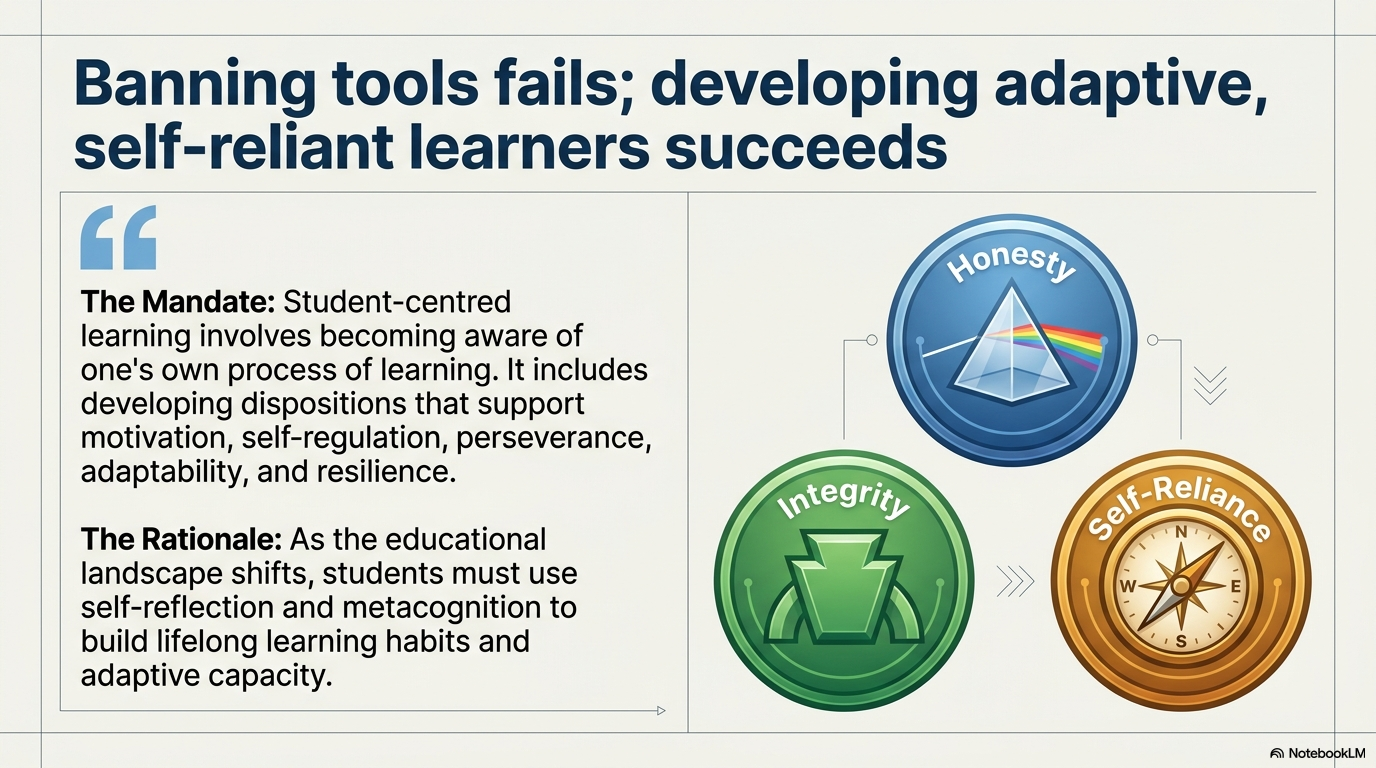 Banning tools fails; developing adaptive,
self-reliant learners succeeds
“
The Mandate: Student-centred
learning involves becoming aware of
one's own process of learning. It includes
developing dispositions that support
motivation, self-regulation, perseverance,
adaptability, and resilience.
The Rationale: As the educational
landscape shifts, students must use
self-reflection and metacognition to
build lifelong learning habits and
adaptive capacity.
Honesty
Integrity
Self-Reliance
N
W
E
S
NotebookLM